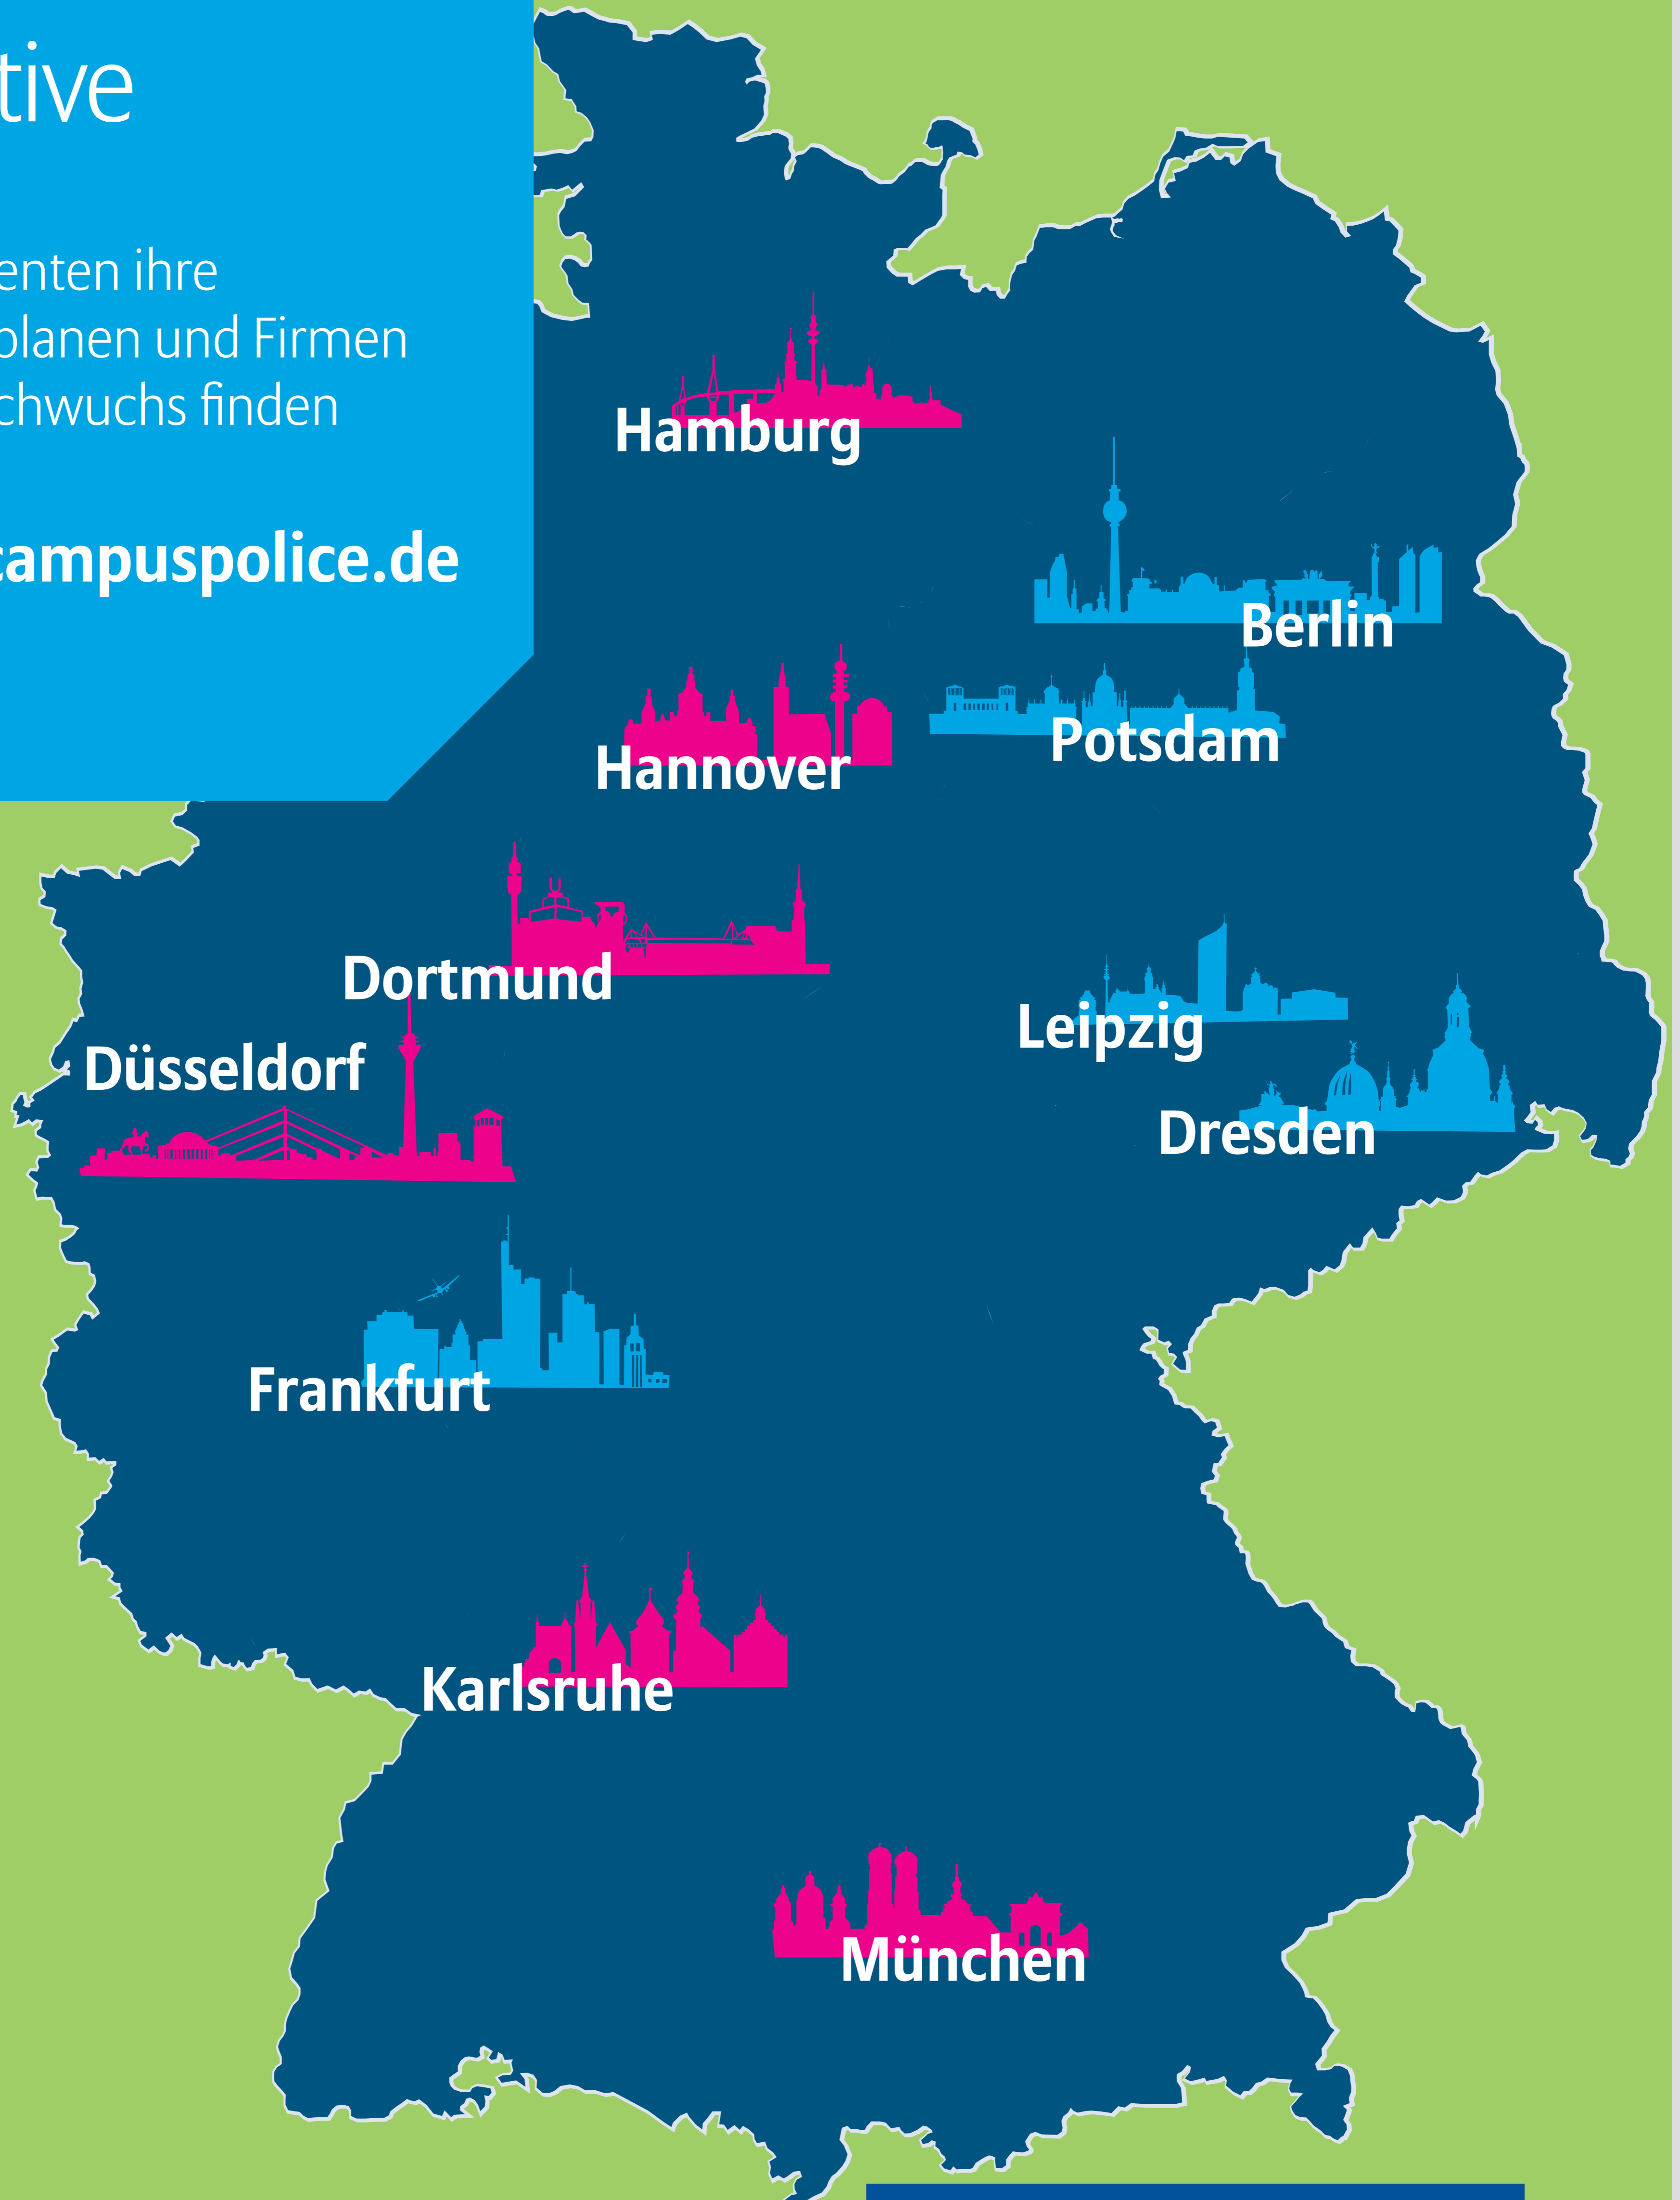 tive
enten ihre
planen und Firmen
chwuchs finden
campuspolice.de
Hamburg
Berlin
Potsdam
Hannover
Dortmund
Leipzig
Düsseldorf
Dresden
Frankfurt
Karlsruhe
München